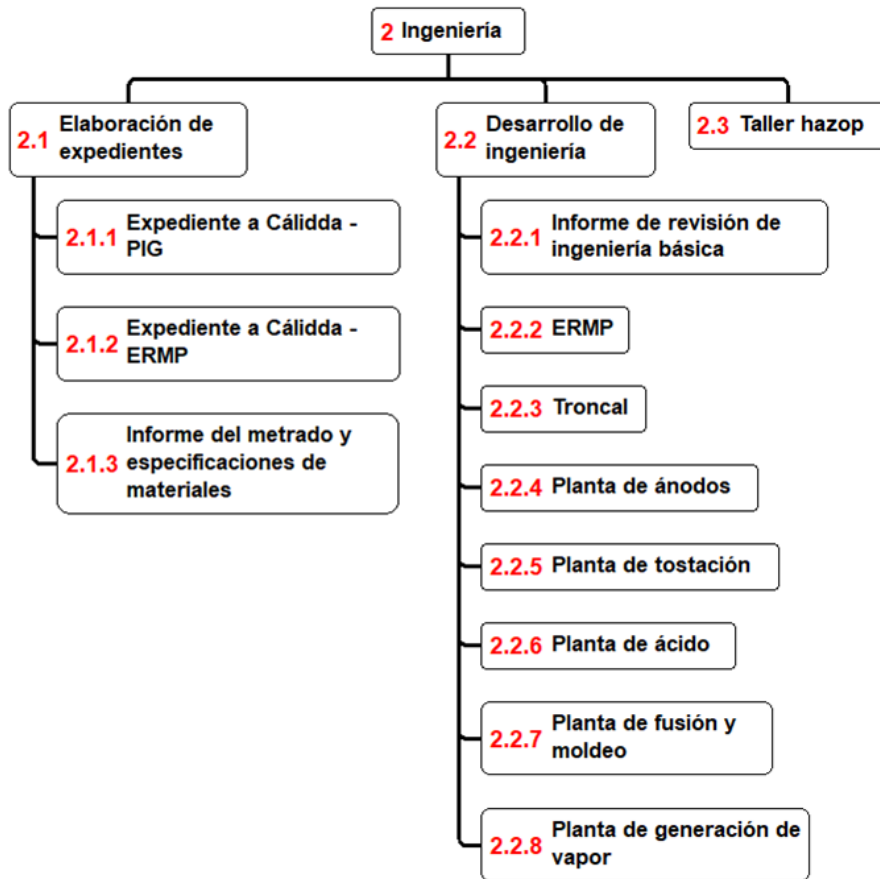 2 Ingeniería
2.1 Elaboración de
expedientes
2.1.1 Expediente a Cálidda -
PIG
2.1.2 Expediente a Cálidda -
ERMP
2.1.3 Informe del metrado y
especificaciones de
materiales
2.2 Desarrollo de
ingeniería
2.2.1 Informe de revisión de
ingeniería básica
2.2.2 ERMP
2.2.3 Troncal
2.2.4 Planta de ánodos
2.2.5 Planta de tostación
2.2.6 Planta de ácido
2.2.7 Planta de fusión y
moldeo
2.2.8 Planta de generación de
vapor
2.3 Taller hazop